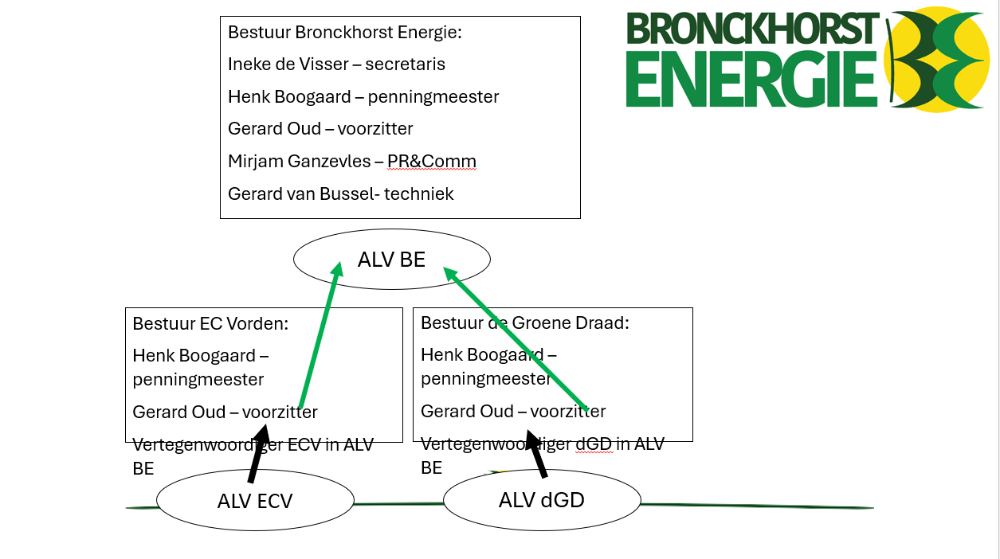 BRONCKHORST
ENERGIE
Bestuur Bronckhorst Energie:
Ineke de Visser – secretaris
Henk Boogaard – penningmeester
Gerard Oud – voorzitter
Mirjam Ganzevles – PR&Comm
Gerard van Bussel- techniek
ALV BE
Bestuur EC Vorden:
Henk Boogaard –
penningmeester
Gerard Oud – voorzitter
Vertegenwoordiger ECV in ALV
BE
Bestuur de Groene Draad:
Henk Boogaard –
penningmeester
Gerard Oud – voorzitter
Vertegenwoordiger dGD in ALV
BE
ALV ECV
ALV dGD